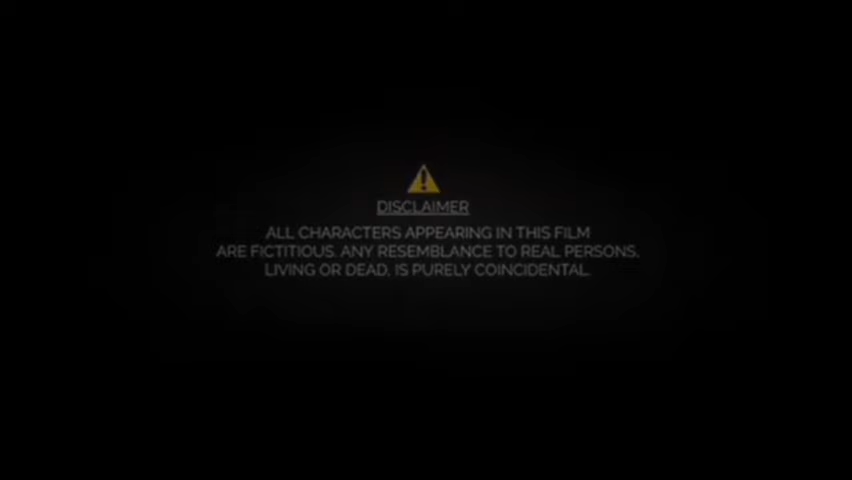 DISCLAIMER
ALL CHARACTERS APPEARING IN THIS FILM
ARE FICTITIOUS. ANY RESEMBLANCE TO REAL PERSONS,
LIVING OR DEAD, IS PURELY COINCIDENTAL.